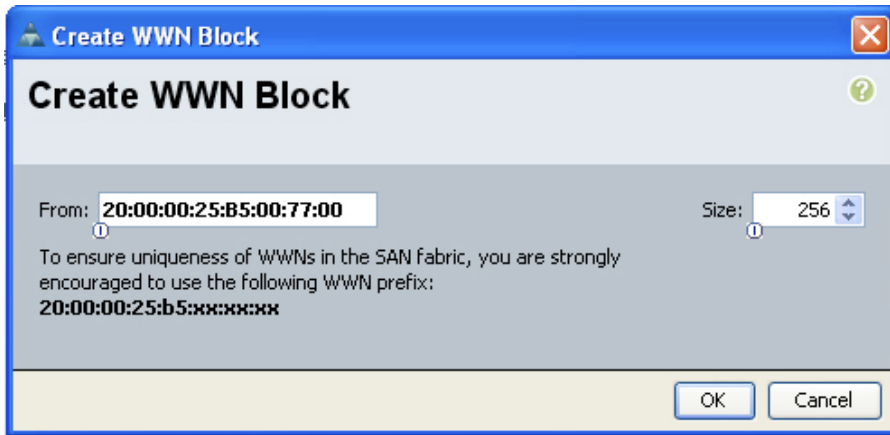 Create WWN Block
Create WWN Block
From: 20:00:00:25:B5:00:77:00 Size: 256
To ensure uniqueness of WWNs in the SAN fabric, you are strongly
encouraged to use the following WWN prefix:
20:00:00:25:b5:xx:xx:xx
OK Cancel